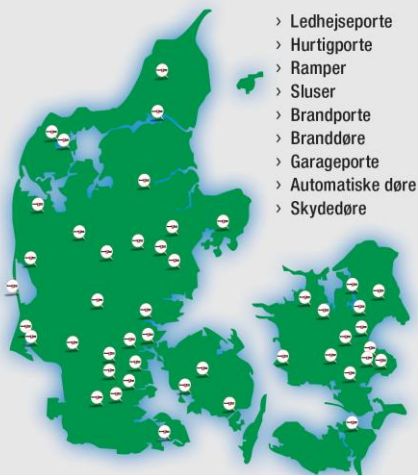 › Ledhejseporte
› Hurtigporte
› Ramper
› Sluser
› Brandporte
› Branddøre
› Garageporte
› Automatiske døre
› Skydedøre